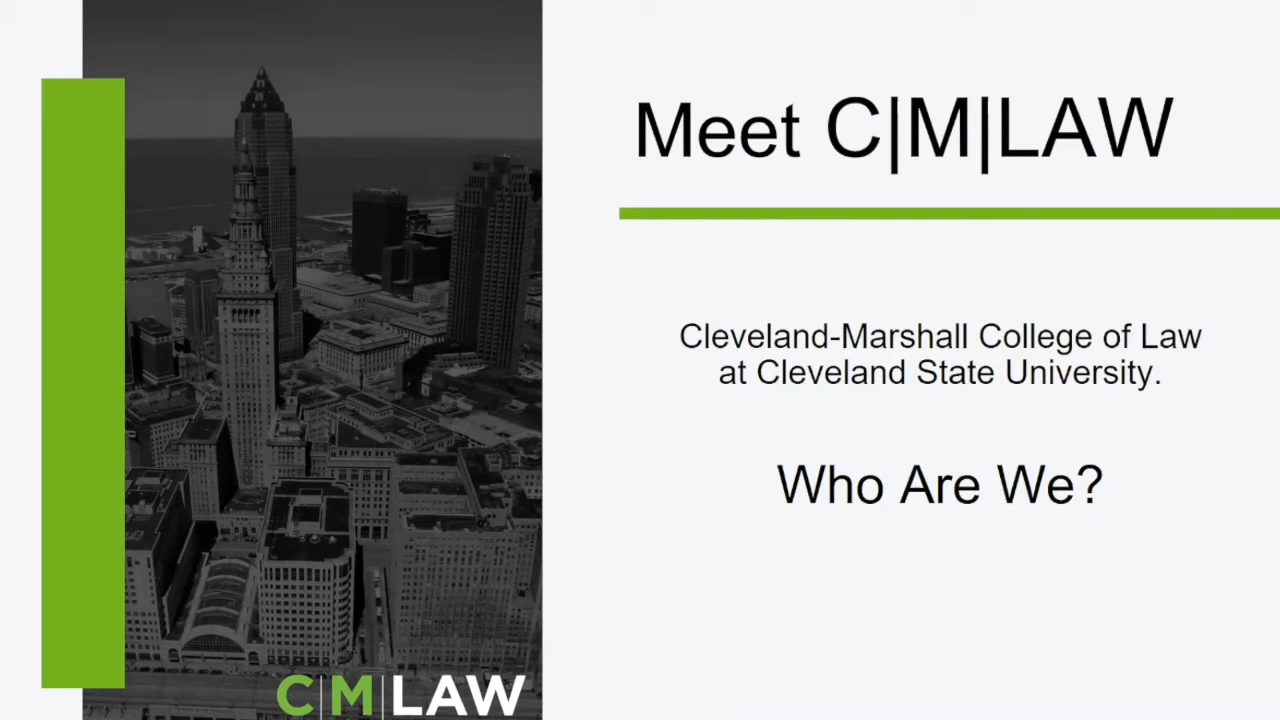 Meet C|M|LAW
Cleveland-Marshall College of Law
at Cleveland State University.
Who Are We?
C|M|LAW